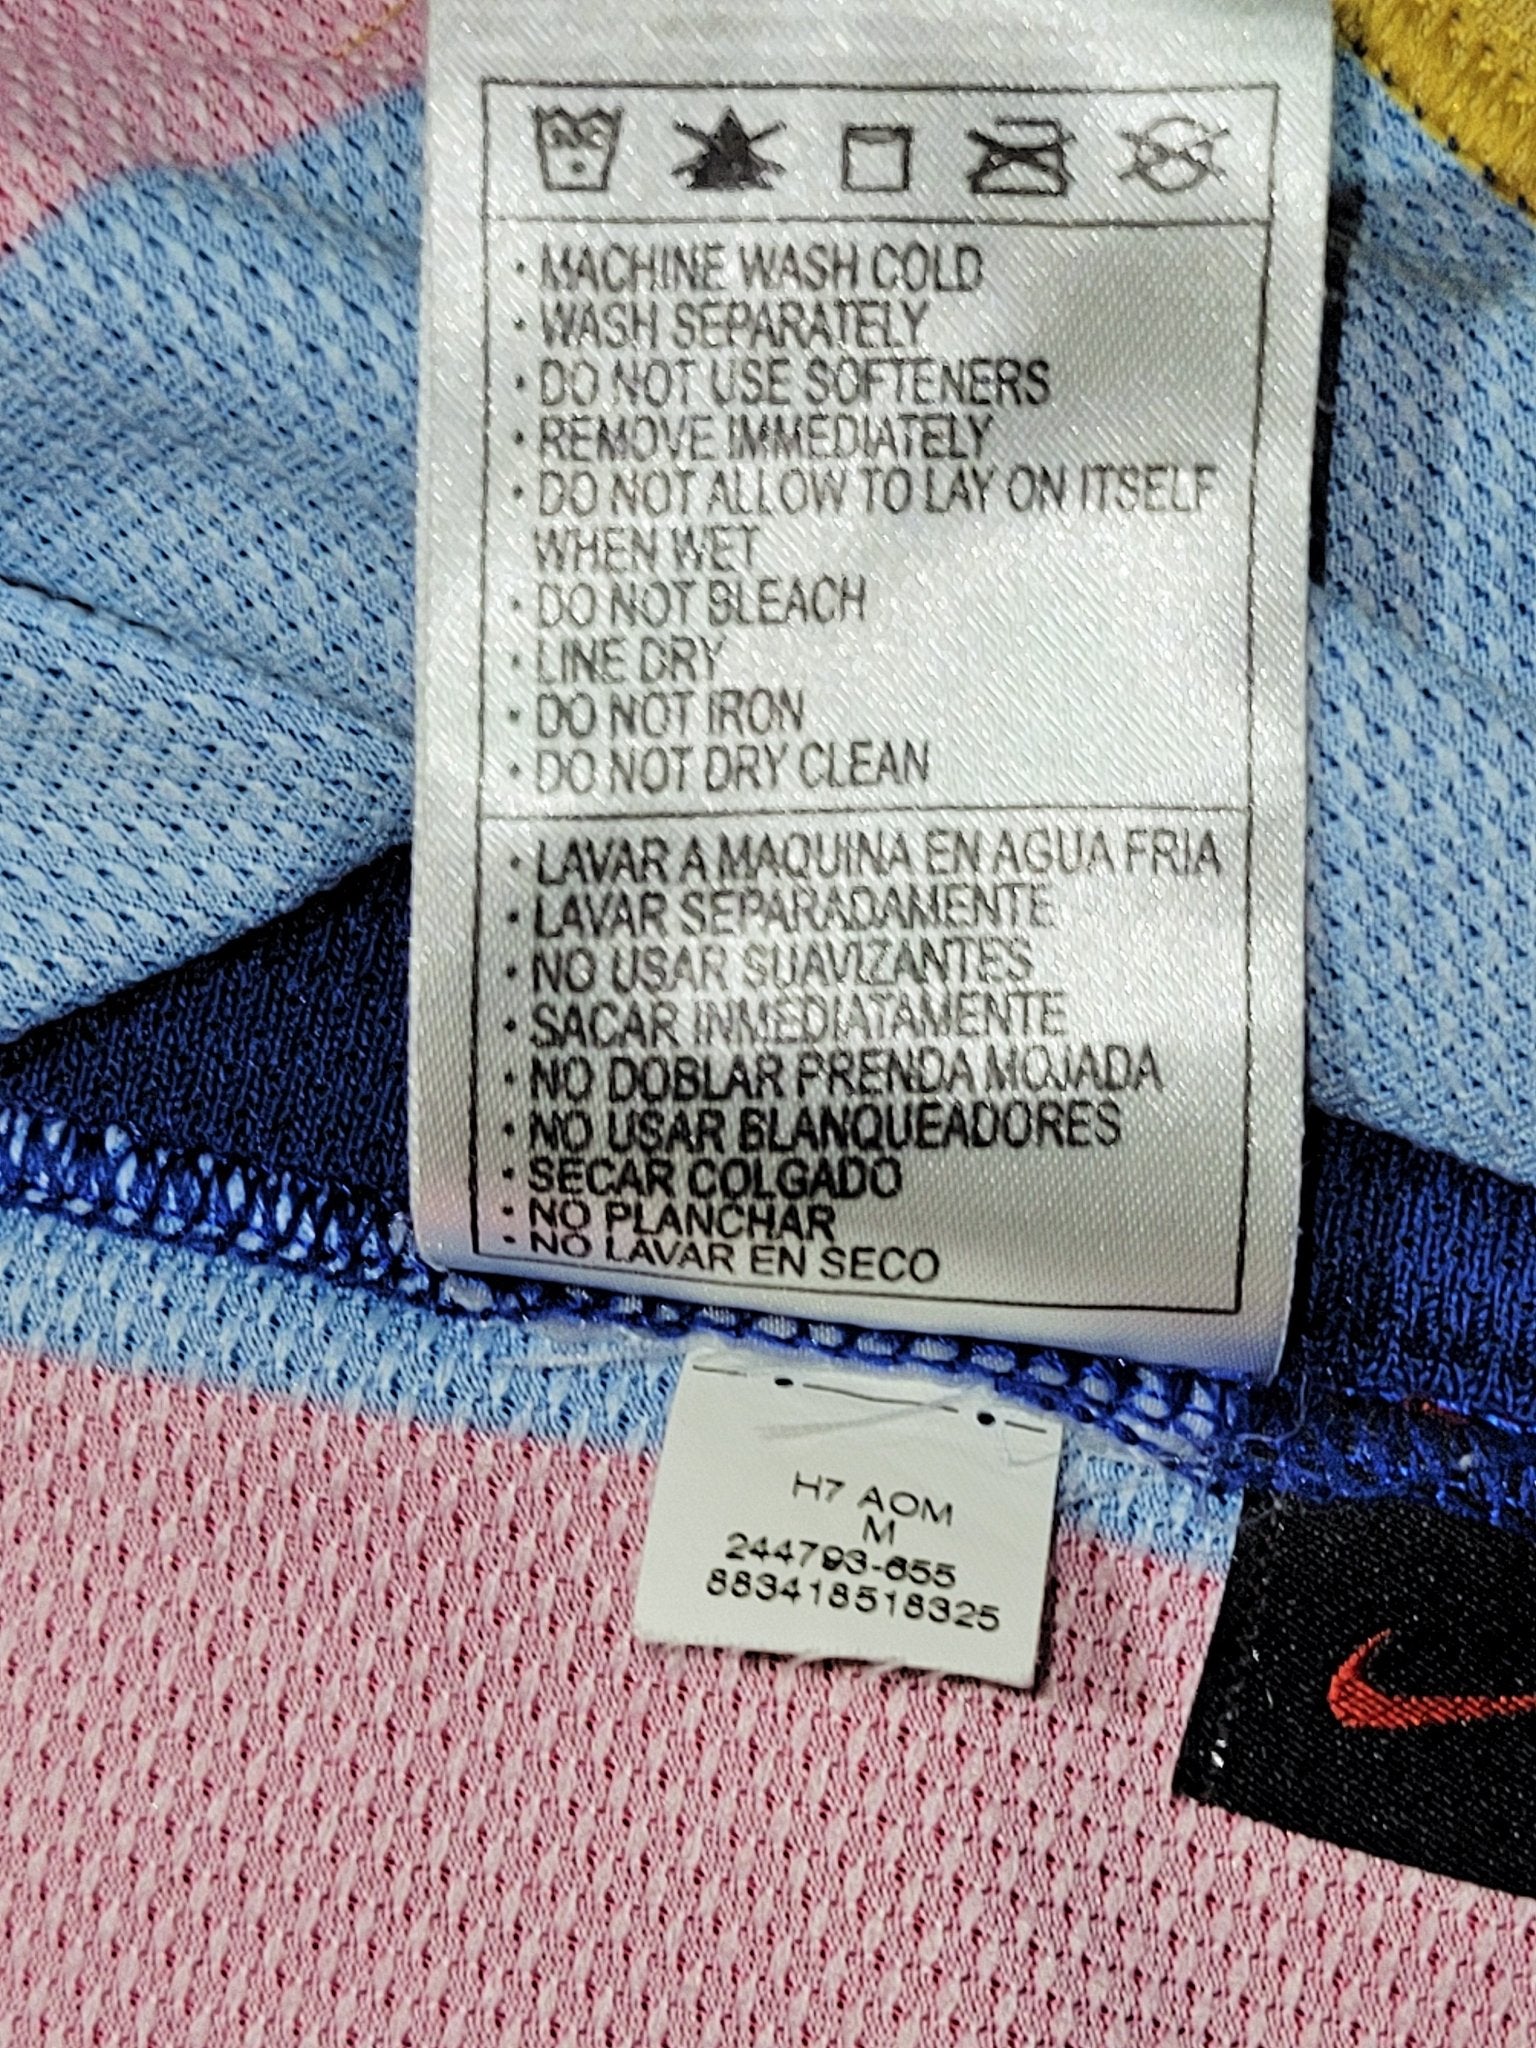 • MACHINE WASH COLD
• WASH SEPARATELY
• DO NOT USE SOFTENERS
• REMOVE IMMEDIATELY
• DO NOT ALLOW TO LAY ON ITSELF
WHEN WET
• DO NOT BLEACH
• LINE DRY
• DO NOT IRON
• DO NOT DRY CLEAN
• LAVAR A MAQUINA EN AGUA FRIA
• LAVAR SEPARADAMENTE
• NO USAR SUAVIZANTES
• SACAR INMEDIATAMENTE
• NO DOBLAR PRENDA MOJADA
• NO USAR BLANQUEADORES
• SECAR COLGADO
• NO PLANCHAR
• NO LAVAR EN SECO
H7 AOM
M
244793-655
883418518325